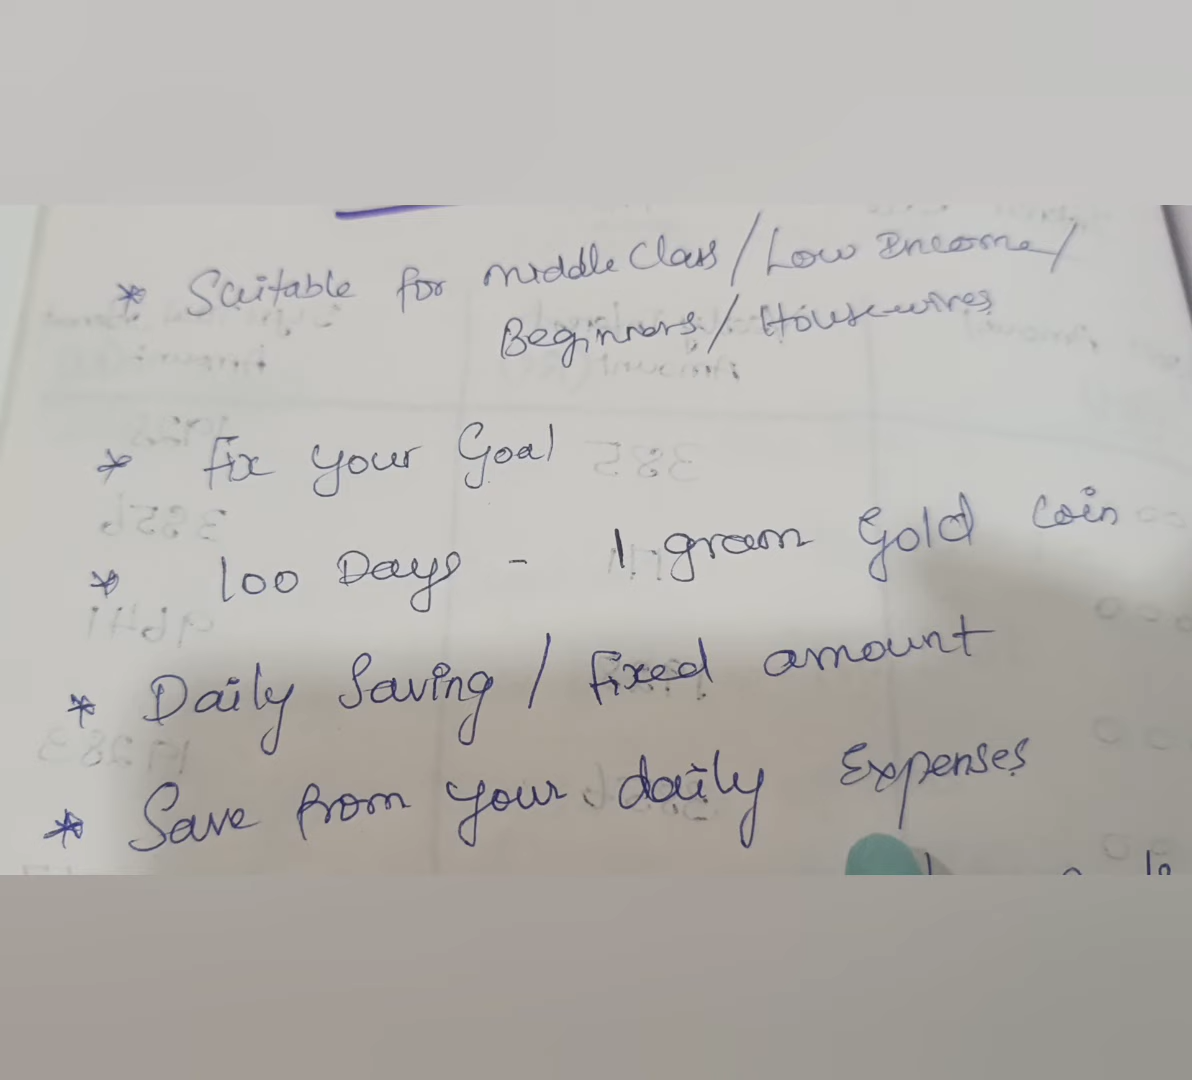 * Suitable for middle Class / Low Income /
Beginners / Housewives
* Fix your Goal
* 100 Days - 1 gram Gold Coin
* Daily Saving / fixed amount
* Save from your daily Expenses